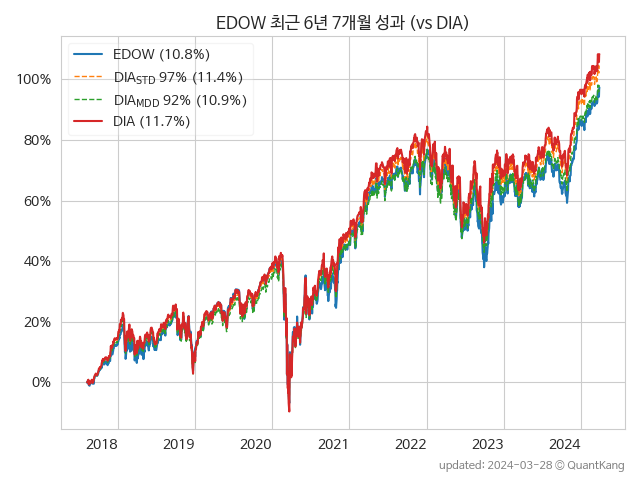 EDOW 최근 6년 7개월 성과 (vs DIA)
EDOW (10.8%)
DIA_STD 97% (11.4%)
DIA_MDD 92% (10.9%)
DIA (11.7%)
100%
80%
60%
40%
20%
0%
2018 2019 2020 2021 2022 2023 2024
updated: 2024-03-28 © QuantKang